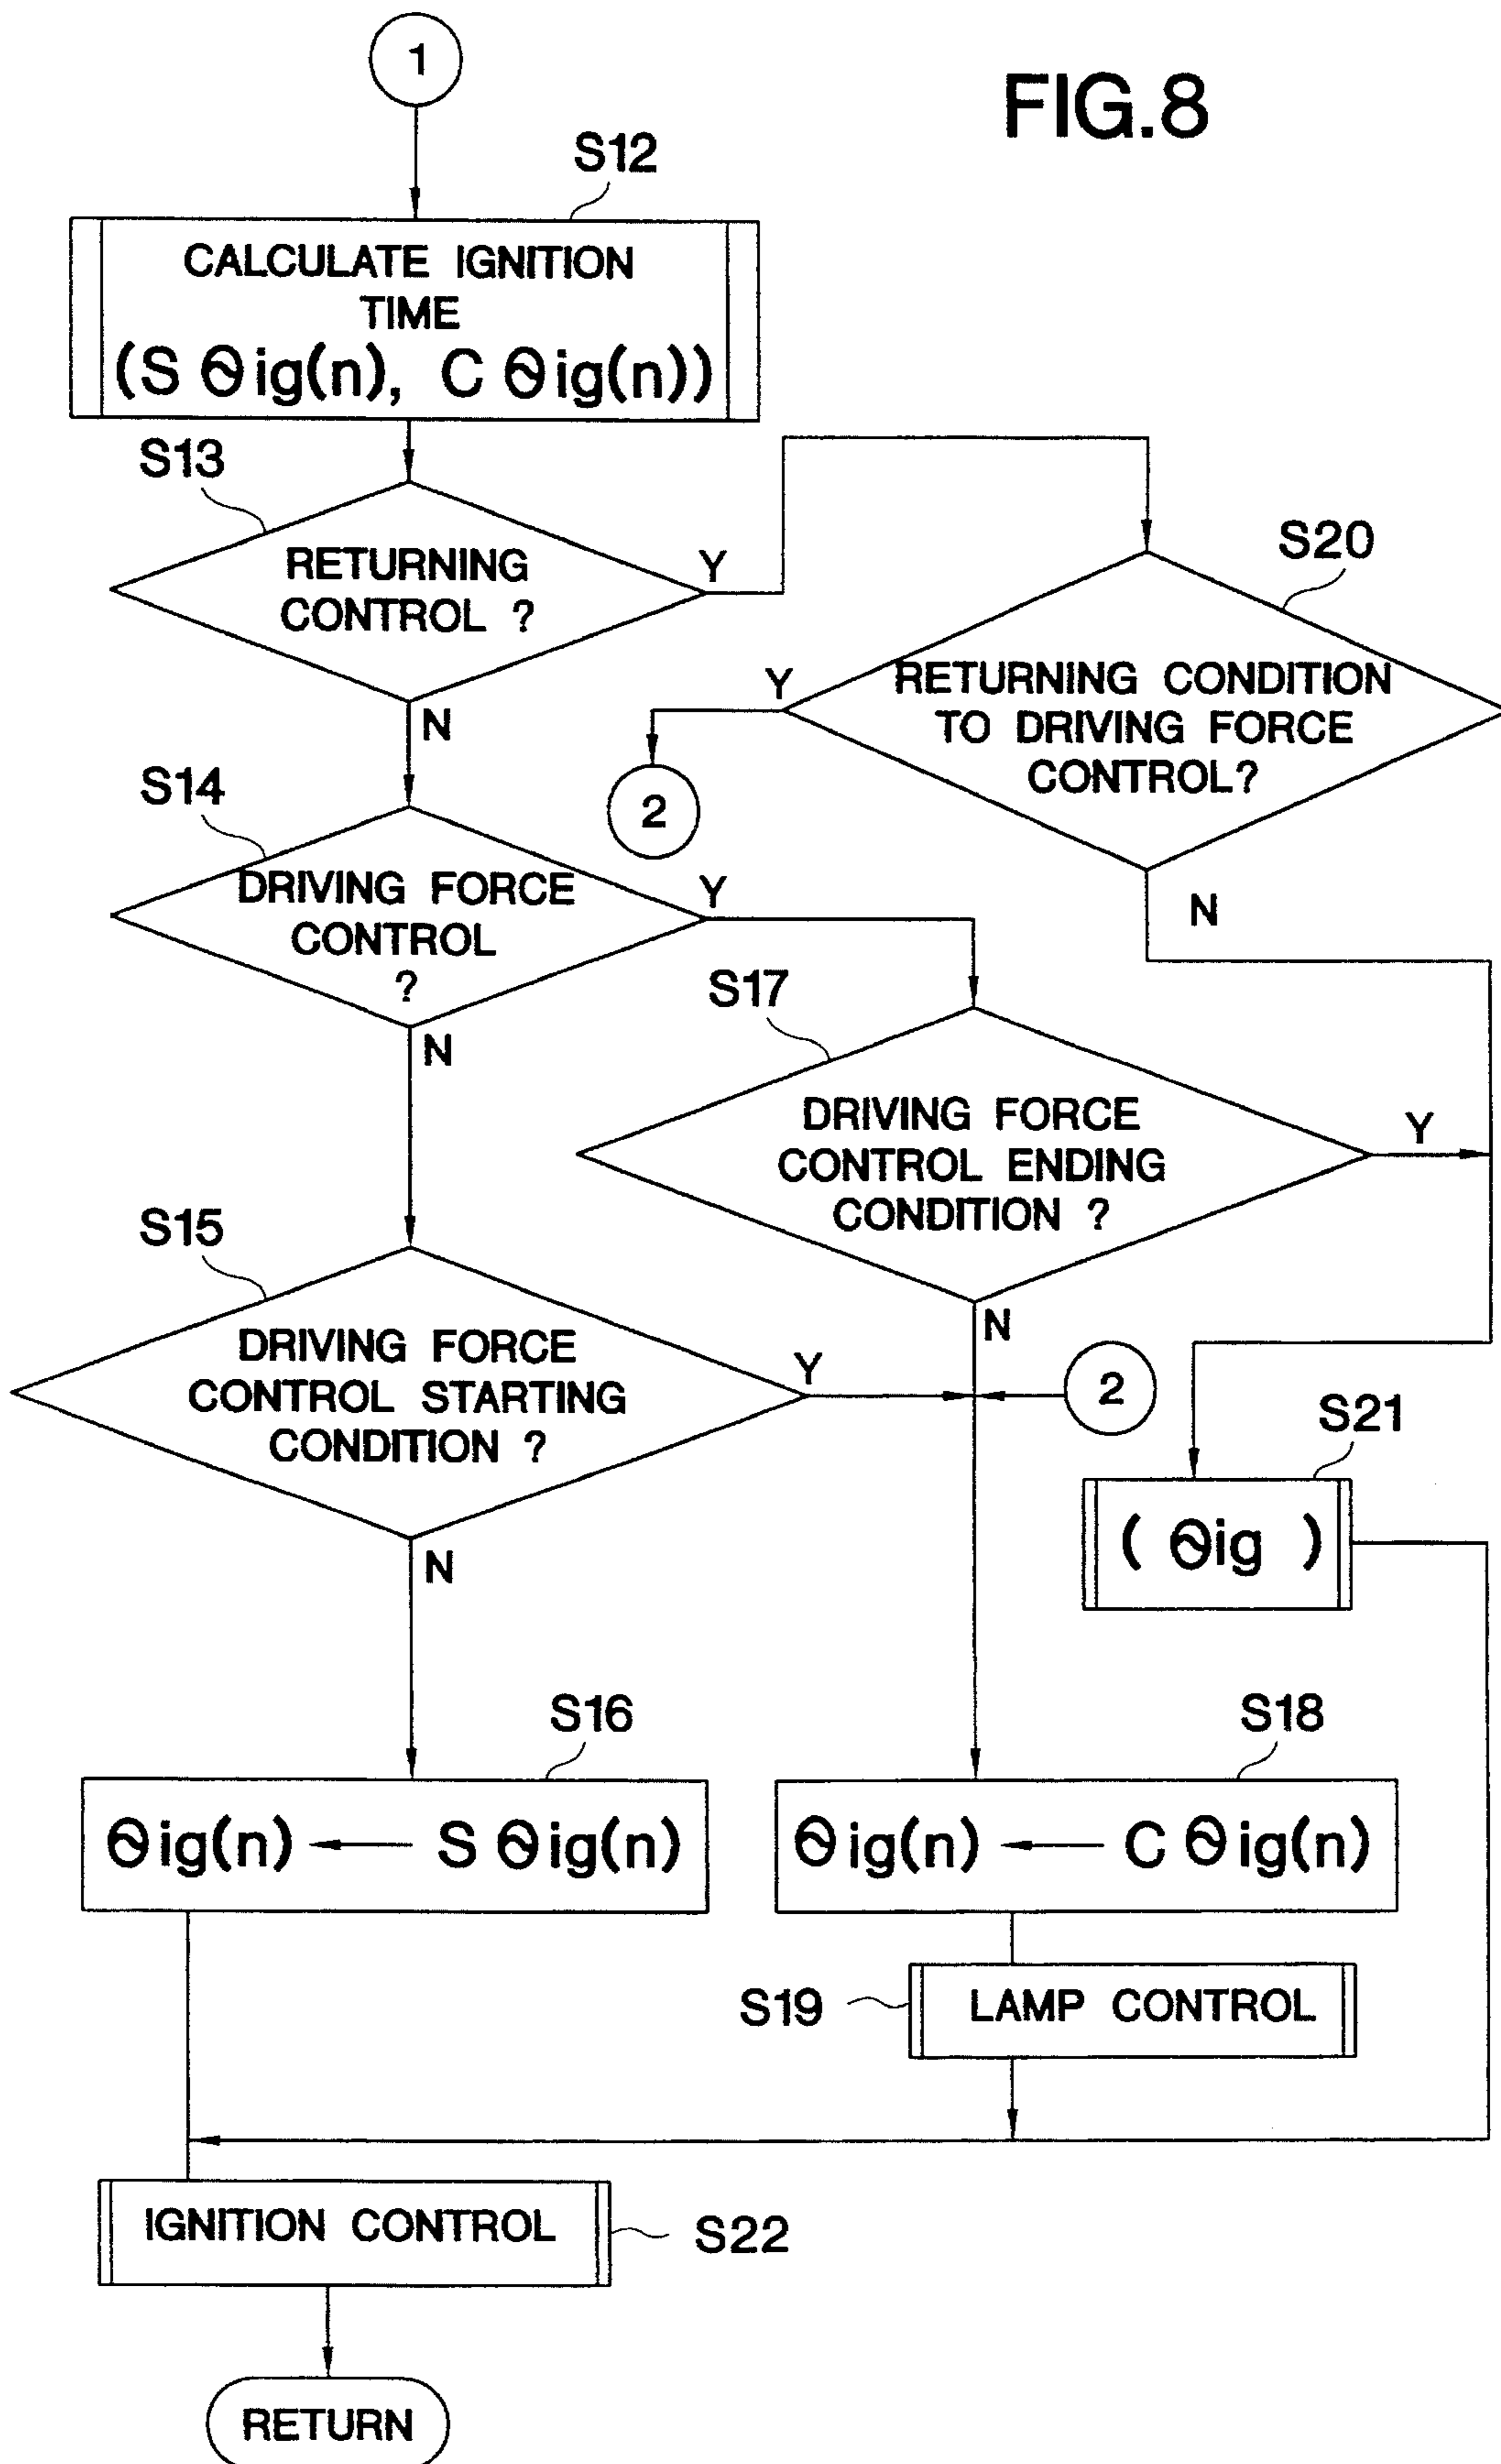 FIG.8
1
S12
CALCULATE IGNITION
TIME
(S Θig(n), C Θig(n))
S13
RETURNING
CONTROL ?
Y
N
S20
RETURNING CONDITION
TO DRIVING FORCE
CONTROL?
Y
N
2
S14
DRIVING FORCE
CONTROL
?
Y
N
S17
DRIVING FORCE
CONTROL ENDING
CONDITION ?
Y
N
S15
DRIVING FORCE
CONTROL STARTING
CONDITION ?
Y
N
2
S21
( Θig )
S16
Θig(n) ← S Θig(n)
S18
Θig(n) ← C Θig(n)
S19
LAMP CONTROL
IGNITION CONTROL
S22
RETURN